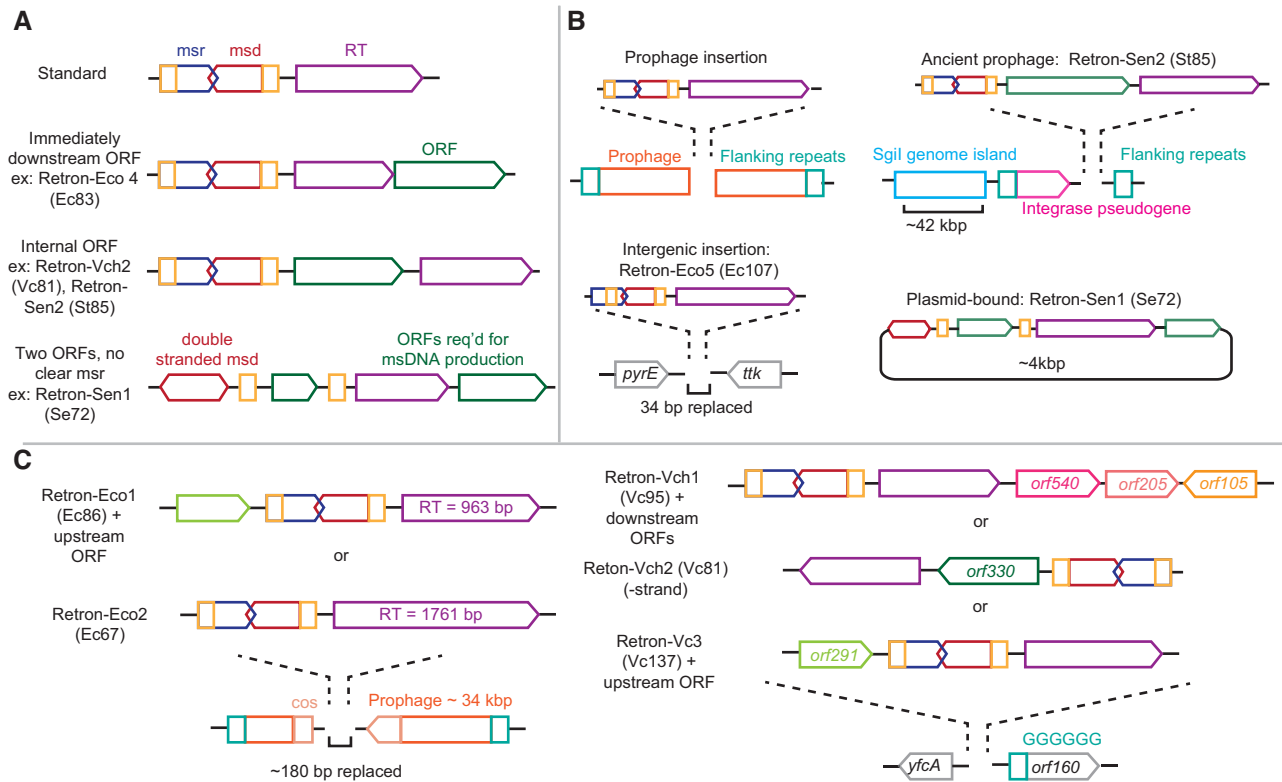 A
msr
msd
RT
Standard
Immediately
downstream ORF
ex: Retron-Eco 4
(Ec83)
ORF
Internal ORF
ex: Retron-Vch2
(Vc81), Retron-
Sen2 (St85)
Two ORFs, no
clear msr
ex: Retron-Sen1
(Se72)
double
stranded msd
ORFs req'd for
msDNA production
B
Prophage insertion
Prophage
Flanking repeats
Ancient prophage: Retron-Sen2 (St85)
SgiI genome island
Flanking repeats
Integrase pseudogene
~42 kbp
Intergenic insertion:
Retron-Eco5 (Ec107)
pyrE
ttk
34 bp replaced
Plasmid-bound: Retron-Sen1 (Se72)
~4kbp
C
Retron-Eco1
(Ec86) +
upstream
ORF
RT = 963 bp
or
Retron-Eco2
(Ec67)
RT = 1761 bp
cos
Prophage ~ 34 kbp
~180 bp replaced
Retron-Vch1
(Vc95) +
downstream
ORFs
orf540
orf205
orf105
or
Reton-Vch2 (Vc81)
(-strand)
orf330
or
Retron-Vc3
(Vc137) +
upstream ORF
orf291
GGGGGG
yfcA
orf160